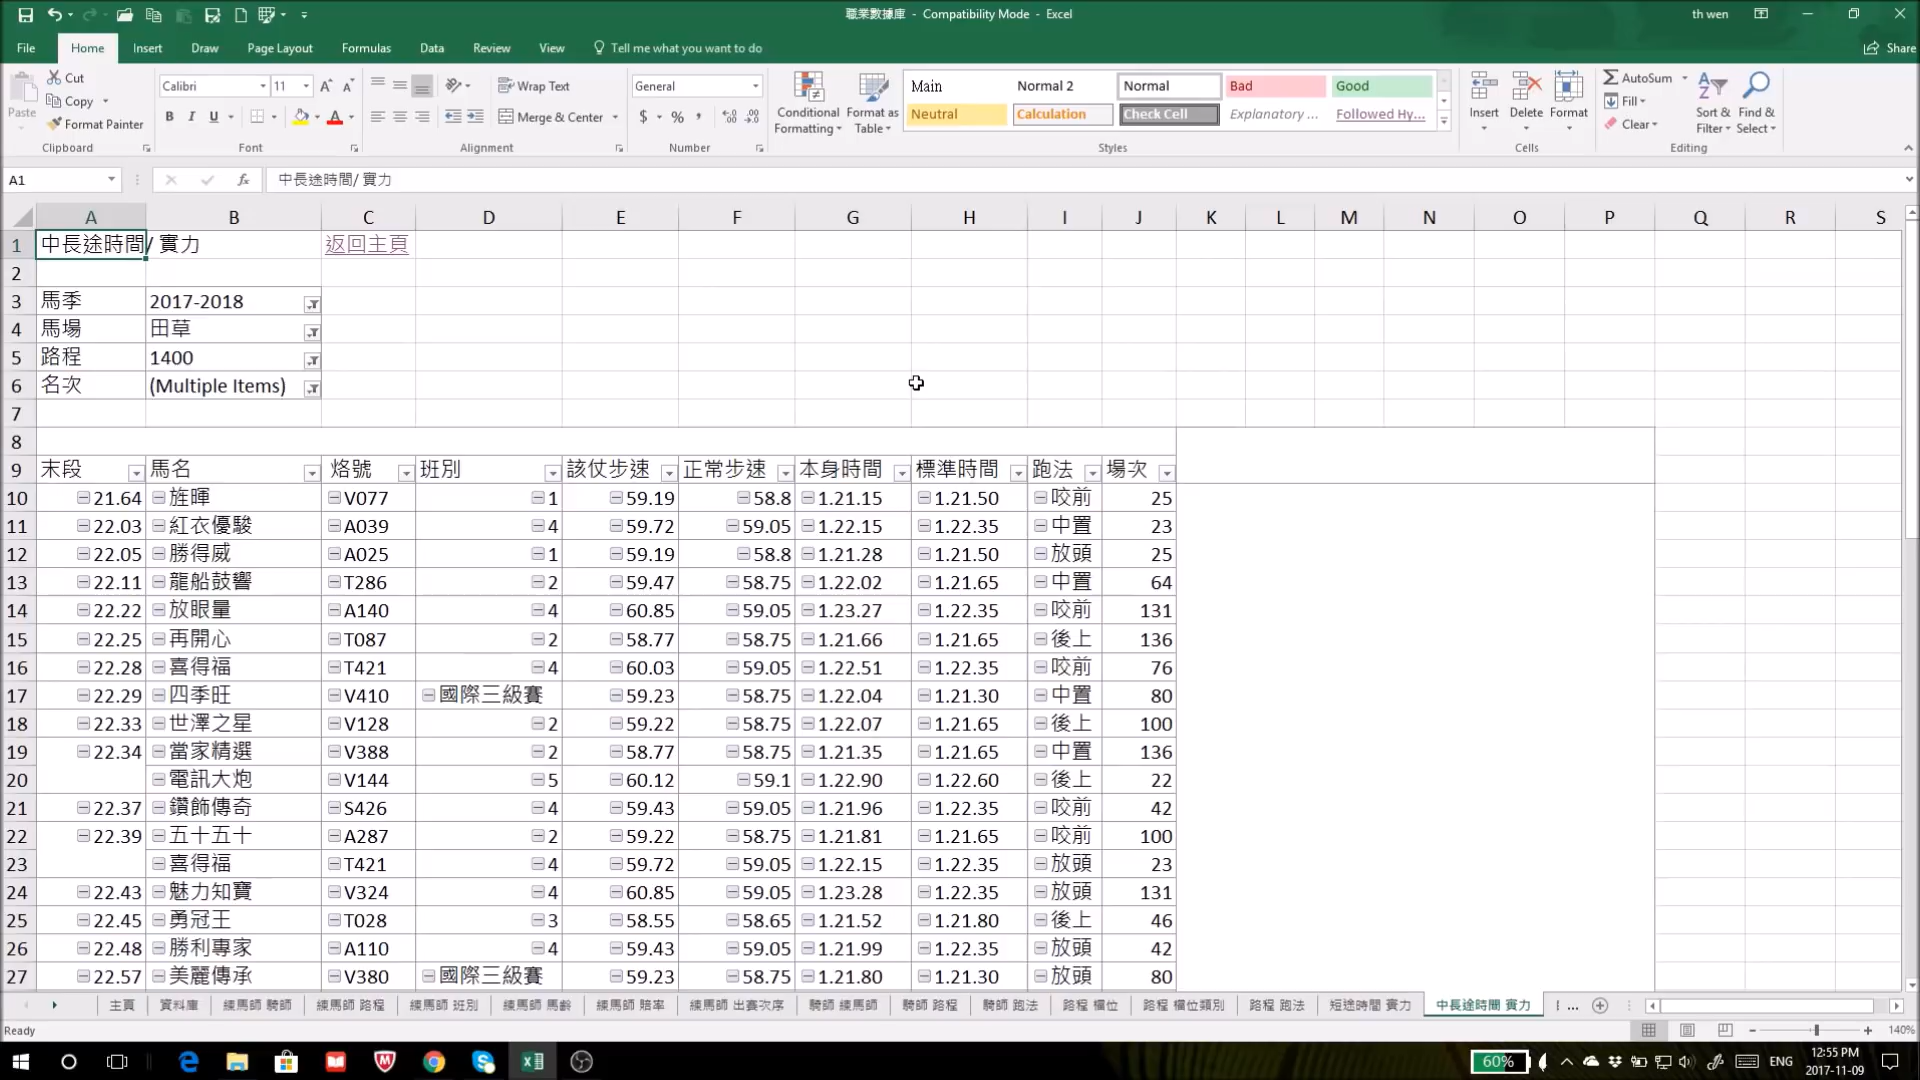 職業數據庫 - Compatibility Mode - Excel
th wen
File Home Insert Draw Page Layout Formulas Data Review View Tell me what you want to do Share
Paste Cut Copy Format Painter
Calibri 11
B I U
Wrap Text
Merge & Center
General
$ %
Conditional Formatting
Format as Table
Main Normal 2 Normal Bad Good
Neutral Calculation Check Cell Explanatory ... Followed Hy...
Insert Delete Format
AutoSum Fill Clear
Sort & Filter
Find & Select
Clipboard Font Alignment Number Styles Cells Editing
A1 fx 中長途時間/ 實力
A B C D E F G H I J K L M N O P Q R S
1 中長途時間/ 實力 返回主頁
2
3 馬季 2017-2018
4 馬場 田草
5 路程 1400
6 名次 (Multiple Items)
7
8
9 末段 馬名 烙號 班別 該仗步速 正常步速 本身時間 標準時間 跑法 場次
10 21.64 旌暉 V077 1 59.19 58.8 1.21.15 1.21.50 咬前 25
11 22.03 紅衣優駿 A039 4 59.72 59.05 1.22.15 1.22.35 中置 23
12 22.05 勝得威 A025 1 59.19 58.8 1.21.28 1.21.50 放頭 25
13 22.11 龍船鼓響 T286 2 59.47 58.75 1.22.02 1.21.65 中置 64
14 22.22 放眼量 A140 4 60.85 59.05 1.23.27 1.22.35 咬前 131
15 22.25 再開心 T087 2 58.77 58.75 1.21.66 1.21.65 後上 136
16 22.28 喜得福 T421 4 60.03 59.05 1.22.51 1.22.35 咬前 76
17 22.29 四季旺 V410 國際三級賽 59.23 58.75 1.22.04 1.21.30 中置 80
18 22.33 世澤之星 V128 2 59.22 58.75 1.22.07 1.21.65 後上 100
19 22.34 當家精選 V388 2 58.77 58.75 1.21.35 1.21.65 中置 136
20 電訊大炮 V144 5 60.12 59.1 1.22.90 1.22.60 後上 22
21 22.37 鑽飾傳奇 S426 4 59.43 59.05 1.21.96 1.22.35 咬前 42
22 22.39 五十五十 A287 2 59.22 58.75 1.21.81 1.21.65 咬前 100
23 喜得福 T421 4 59.72 59.05 1.22.15 1.22.35 放頭 23
24 22.43 魅力知寶 V324 4 60.85 59.05 1.23.28 1.22.35 放頭 131
25 22.45 勇冠王 T028 3 58.55 58.65 1.21.52 1.21.80 後上 46
26 22.48 勝利專家 A110 4 59.43 59.05 1.21.99 1.22.35 放頭 42
27 22.57 美麗傳承 V380 國際三級賽 59.23 58.75 1.21.80 1.21.30 放頭 80
主頁 資料庫 練馬師 騎師 練馬師 路程 練馬師 班別 練馬師 馬齡 練馬師 賠率 練馬師 出賽次序 騎師 練馬師 騎師 路程 騎師 跑法 路程 欄位 路程 欄位類別 路程 跑法 短途時間 實力 中長途時間 實力 ...
Ready 140%
60% ENG 12:55 PM
2017-11-09